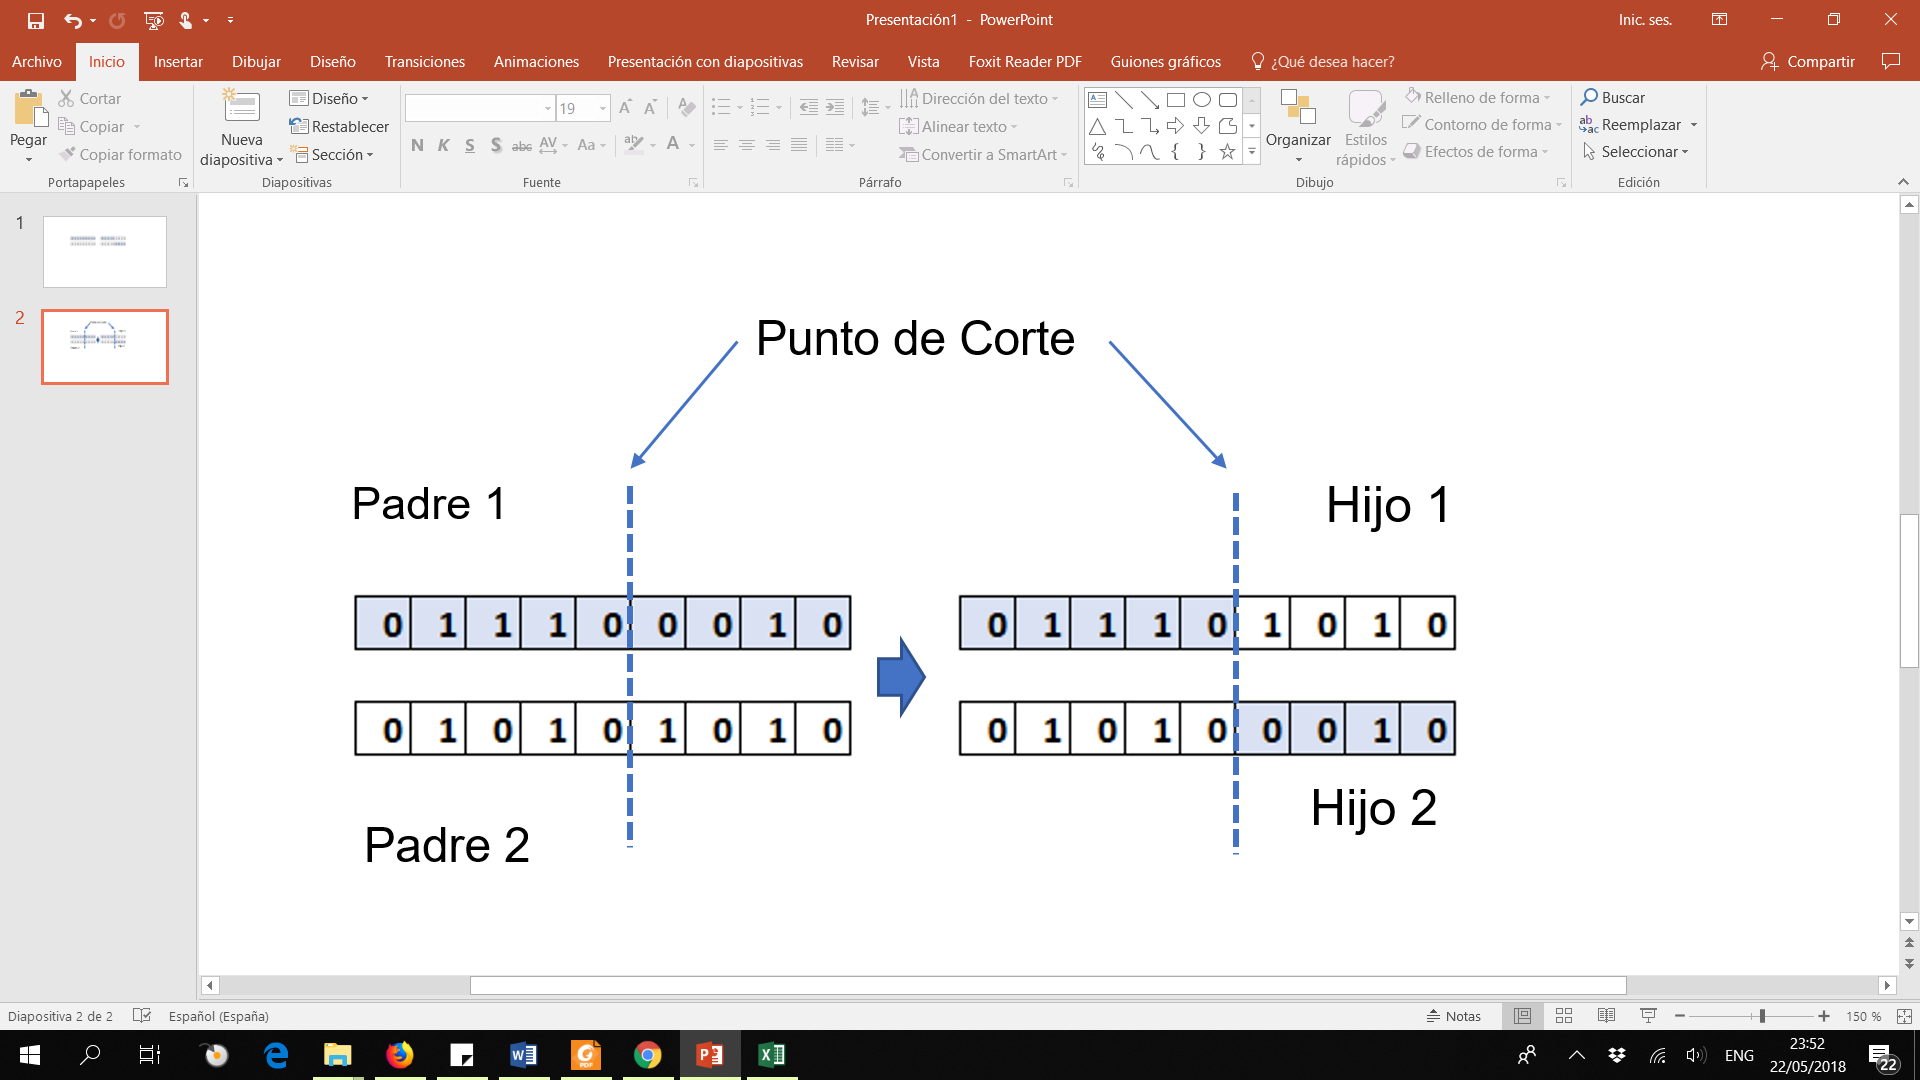 Presentación1 - PowerPoint
Inic. ses.
Archivo Inicio Insertar Dibujar Diseño Transiciones Animaciones Presentación con diapositivas Revisar Vista Foxit Reader PDF Guiones gráficos ¿Qué desea hacer? Compartir
Pegar
Cortar
Copiar
Copiar formato
Portapapeles
Nueva
diapositiva
Diseño
Restablecer
Sección
Diapositivas
19
N K S S abc AV Aa A
Fuente
Dirección del texto
Alinear texto
Convertir a SmartArt
Párrafo
Organizar
Estilos
rápidos
Relleno de forma
Contorno de forma
Efectos de forma
Dibujo
Buscar
Reemplazar
Seleccionar
Edición
1
2
Punto de Corte
Padre 1
Hijo 1
0 1 1 1 0 0 0 1 0
0 1 1 1 0 1 0 1 0
0 1 0 1 0 1 0 1 0
0 1 0 1 0 0 0 1 0
Hijo 2
Padre 2
Diapositiva 2 de 2 Español (España) Notas 150 %
ENG
23:52
22/05/2018
22